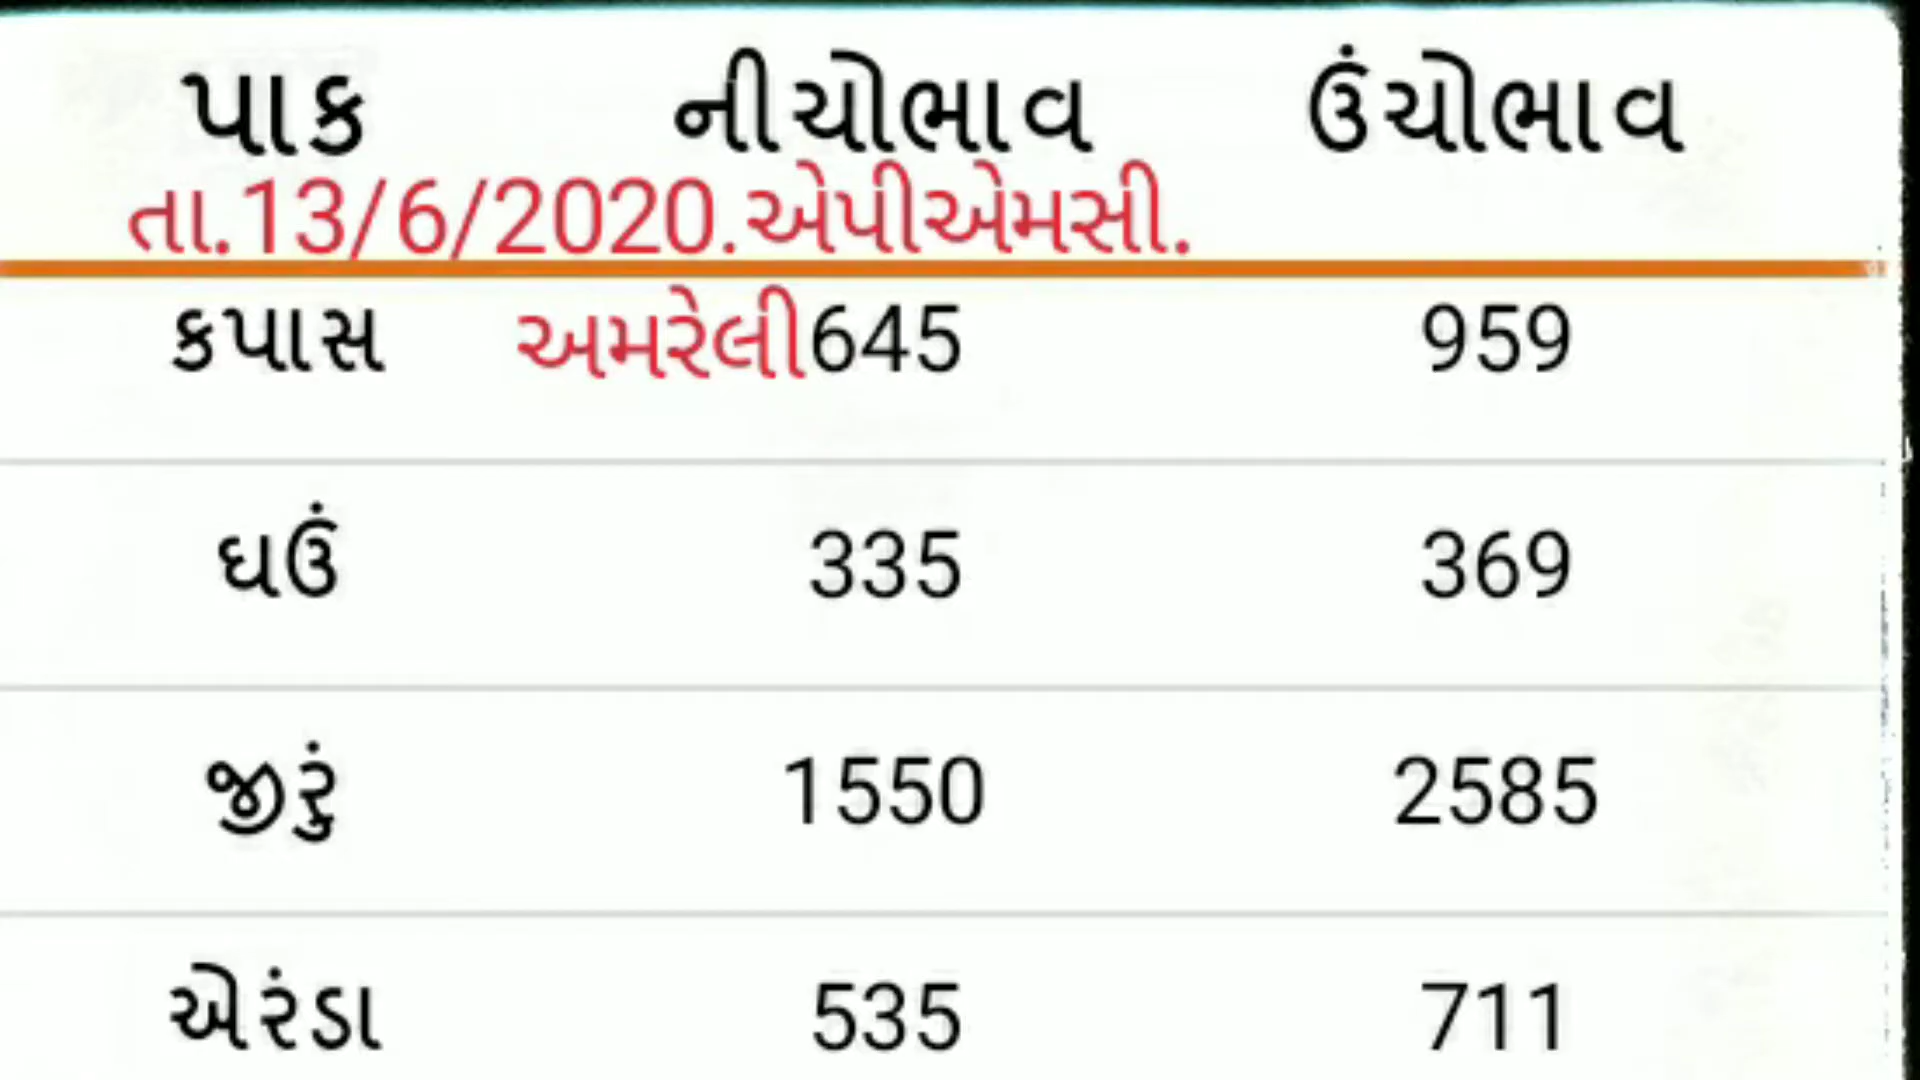 પાક નીચોભાવ ઉંચોભાવ
તા.13/6/2020.એપીએમસી.
કપાસ અમરેલી645 959
ઘઉં 335 369
જીરું 1550 2585
એરંડા 535 711